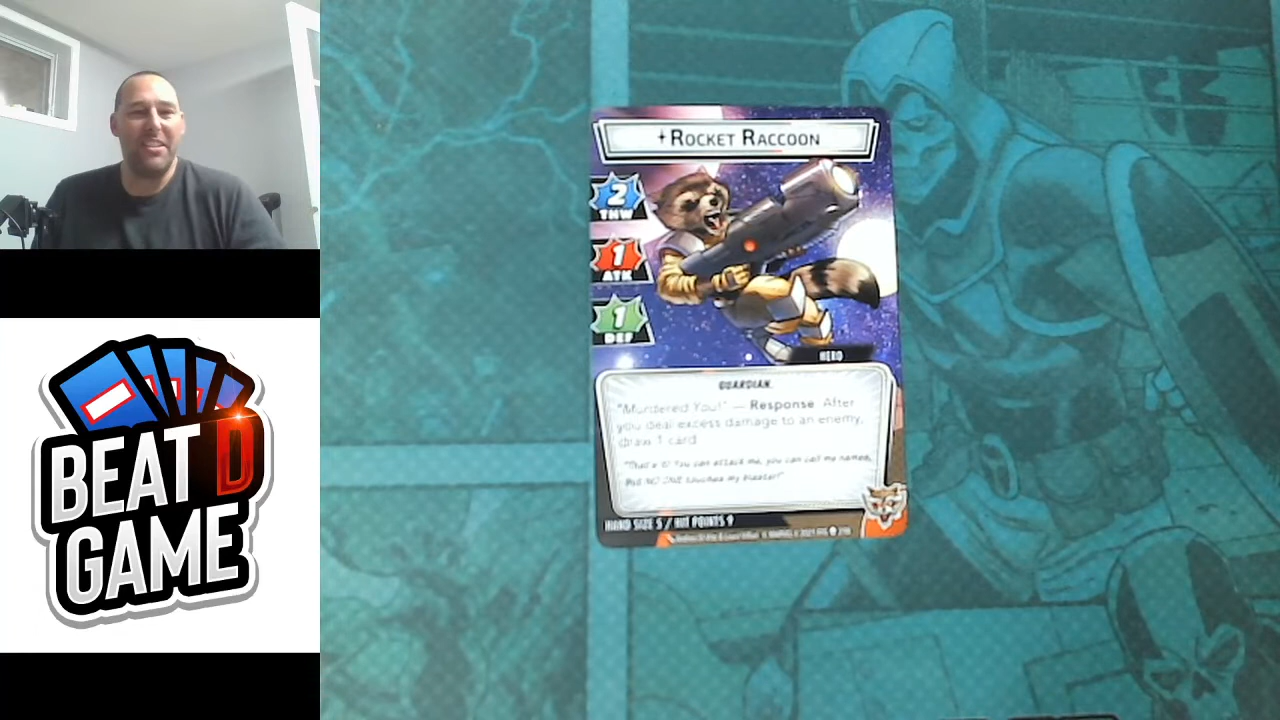 BEAT D
GAME
ROCKET RACCOON
2
THW
1
ATK
1
DEF
HERO
GUARDIAN.
"Murdered You!" — Response: After
you deal excess damage to an enemy,
draw 1 card.
"That's it! You can attack me, you can call me names,
But NO ONE touches my blaster!"
HAND SIZE 5 / HIT POINTS 9